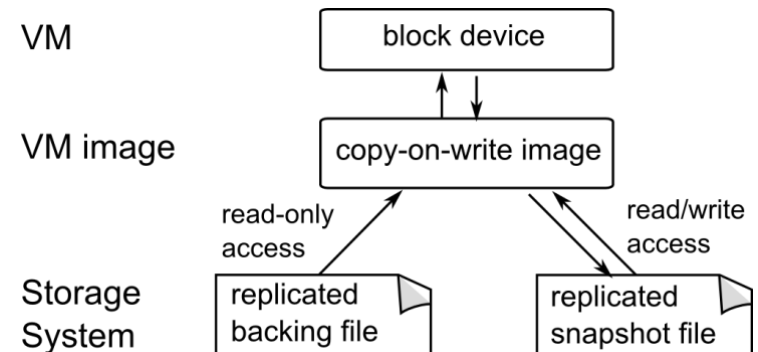 VM
block device
VM image
copy-on-write image
read-only
access
read/write
access
Storage
System
replicated
backing file
replicated
snapshot file